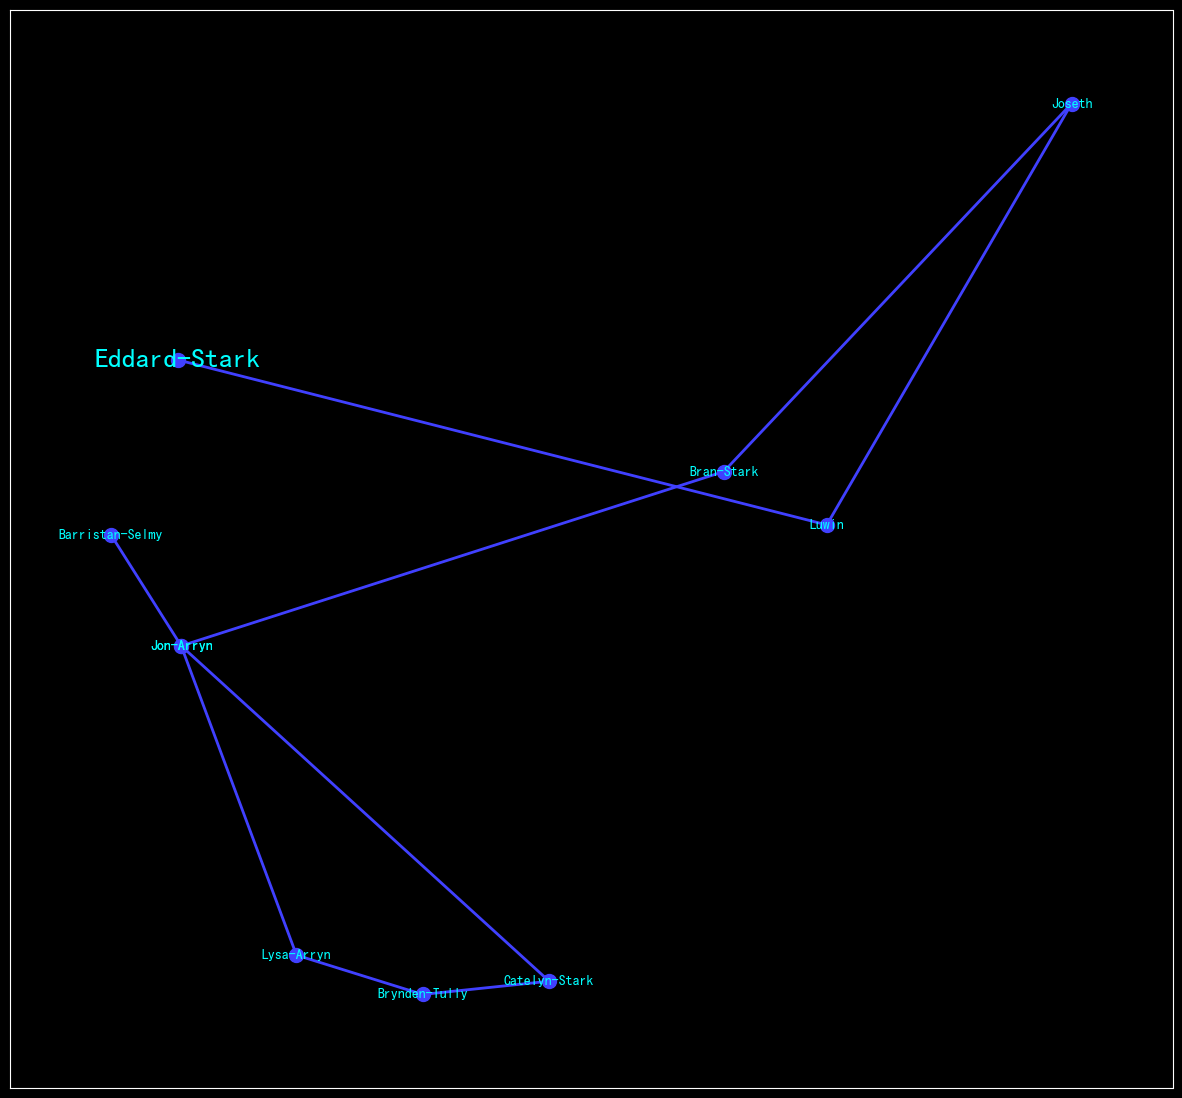 Joseth
Eddard-Stark
Bran-Stark
Luwin
Barristan-Selmy
Jon-Arryn
Lysa-Arryn
Catelyn-Stark
Brynden-Tully